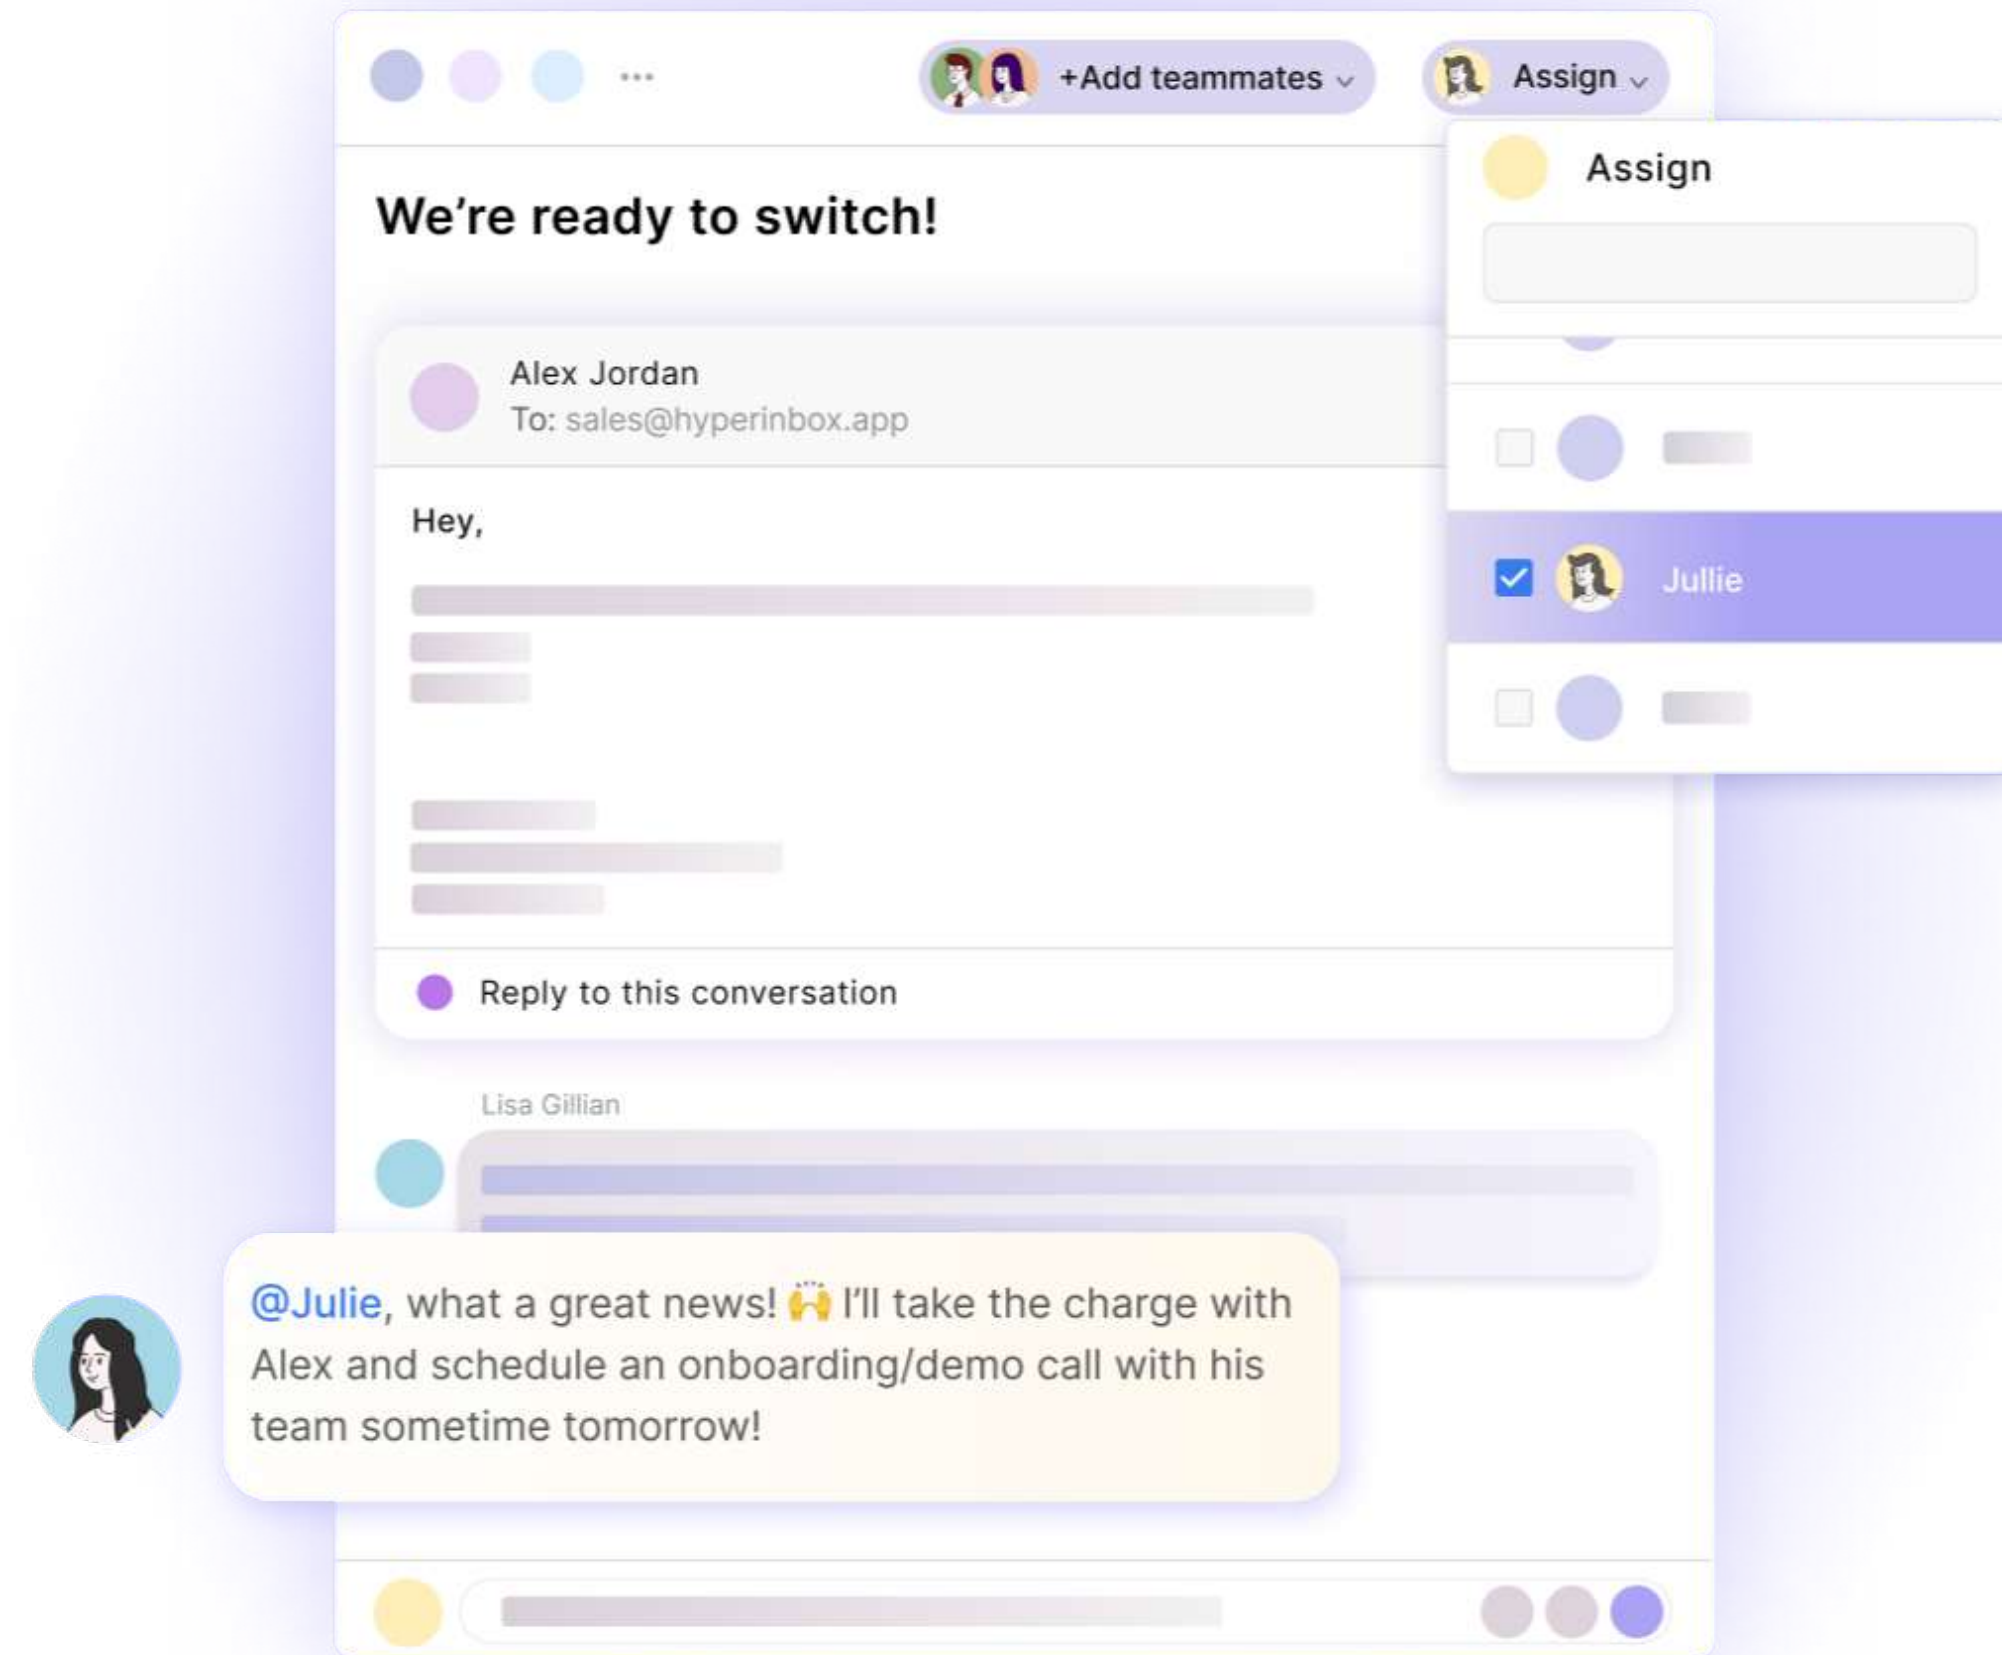 +Add teammates
Assign
Assign
We’re ready to switch!
Alex Jordan
To: sales@hyperinbox.app
Hey,
Jullie
Reply to this conversation
Lisa Gillian
@Julie, what a great news! 🙌 I’ll take the charge with
Alex and schedule an onboarding/demo call with his
team sometime tomorrow!